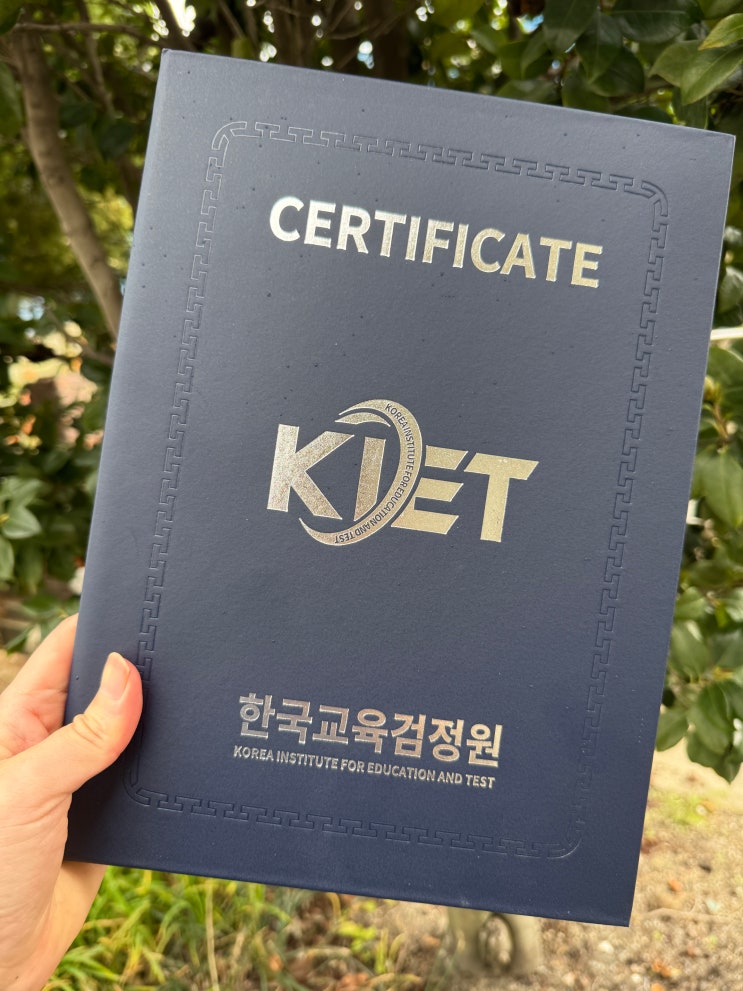 CERTIFICATE
KIET
KOREA INSTITUTE FOR EDUCATION AND TEST
한국교육검정원
KOREA INSTITUTE FOR EDUCATION AND TEST